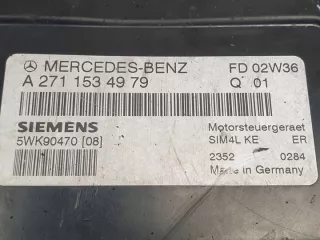 MERCEDES-BENZ FD 02W36
A 271 153 49 79 Q 01
SIEMENS Motorsteuergeraet
5WK90470 [08] SIM4L KE ER
2352 0284
Made in Germany